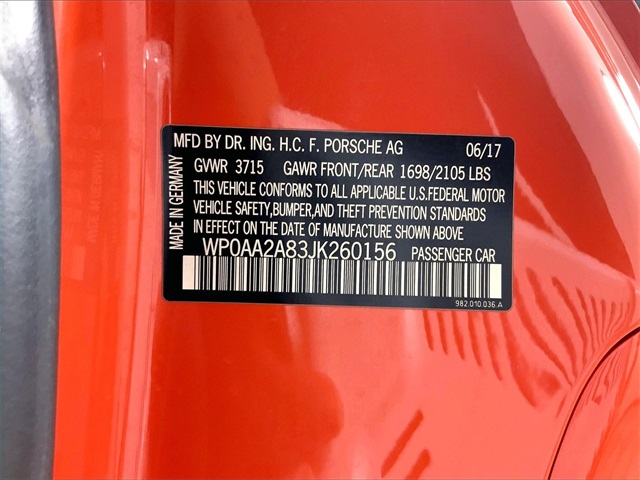 MADE IN GERMANY
MFD BY DR. ING. H.C. F. PORSCHE AG 06/17
GVWR 3715 GAWR FRONT/REAR 1698/2105 LBS
THIS VEHICLE CONFORMS TO ALL APPLICABLE U.S.FEDERAL MOTOR
VEHICLE SAFETY,BUMPER,AND THEFT PREVENTION STANDARDS
IN EFFECT ON THE DATE OF MANUFACTURE SHOWN ABOVE.
WP0AA2A83JK260156 PASSENGER CAR
982.010.036.A